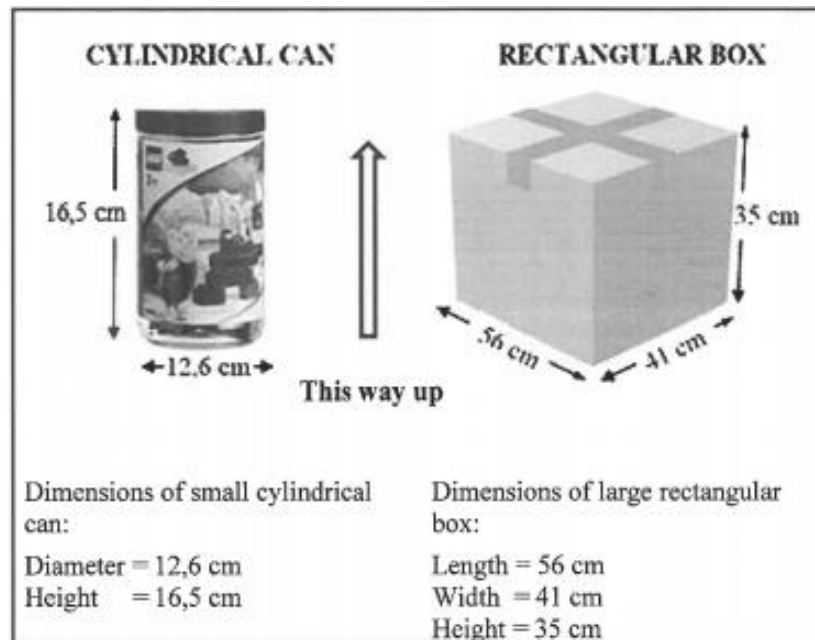 CYLINDRICAL CAN
RECTANGULAR BOX
16,5 cm
35 cm
12,6 cm
56 cm
41 cm
This way up
Dimensions of small cylindrical
can:
Diameter = 12,6 cm
Height = 16,5 cm
Dimensions of large rectangular
box:
Length = 56 cm
Width = 41 cm
Height = 35 cm